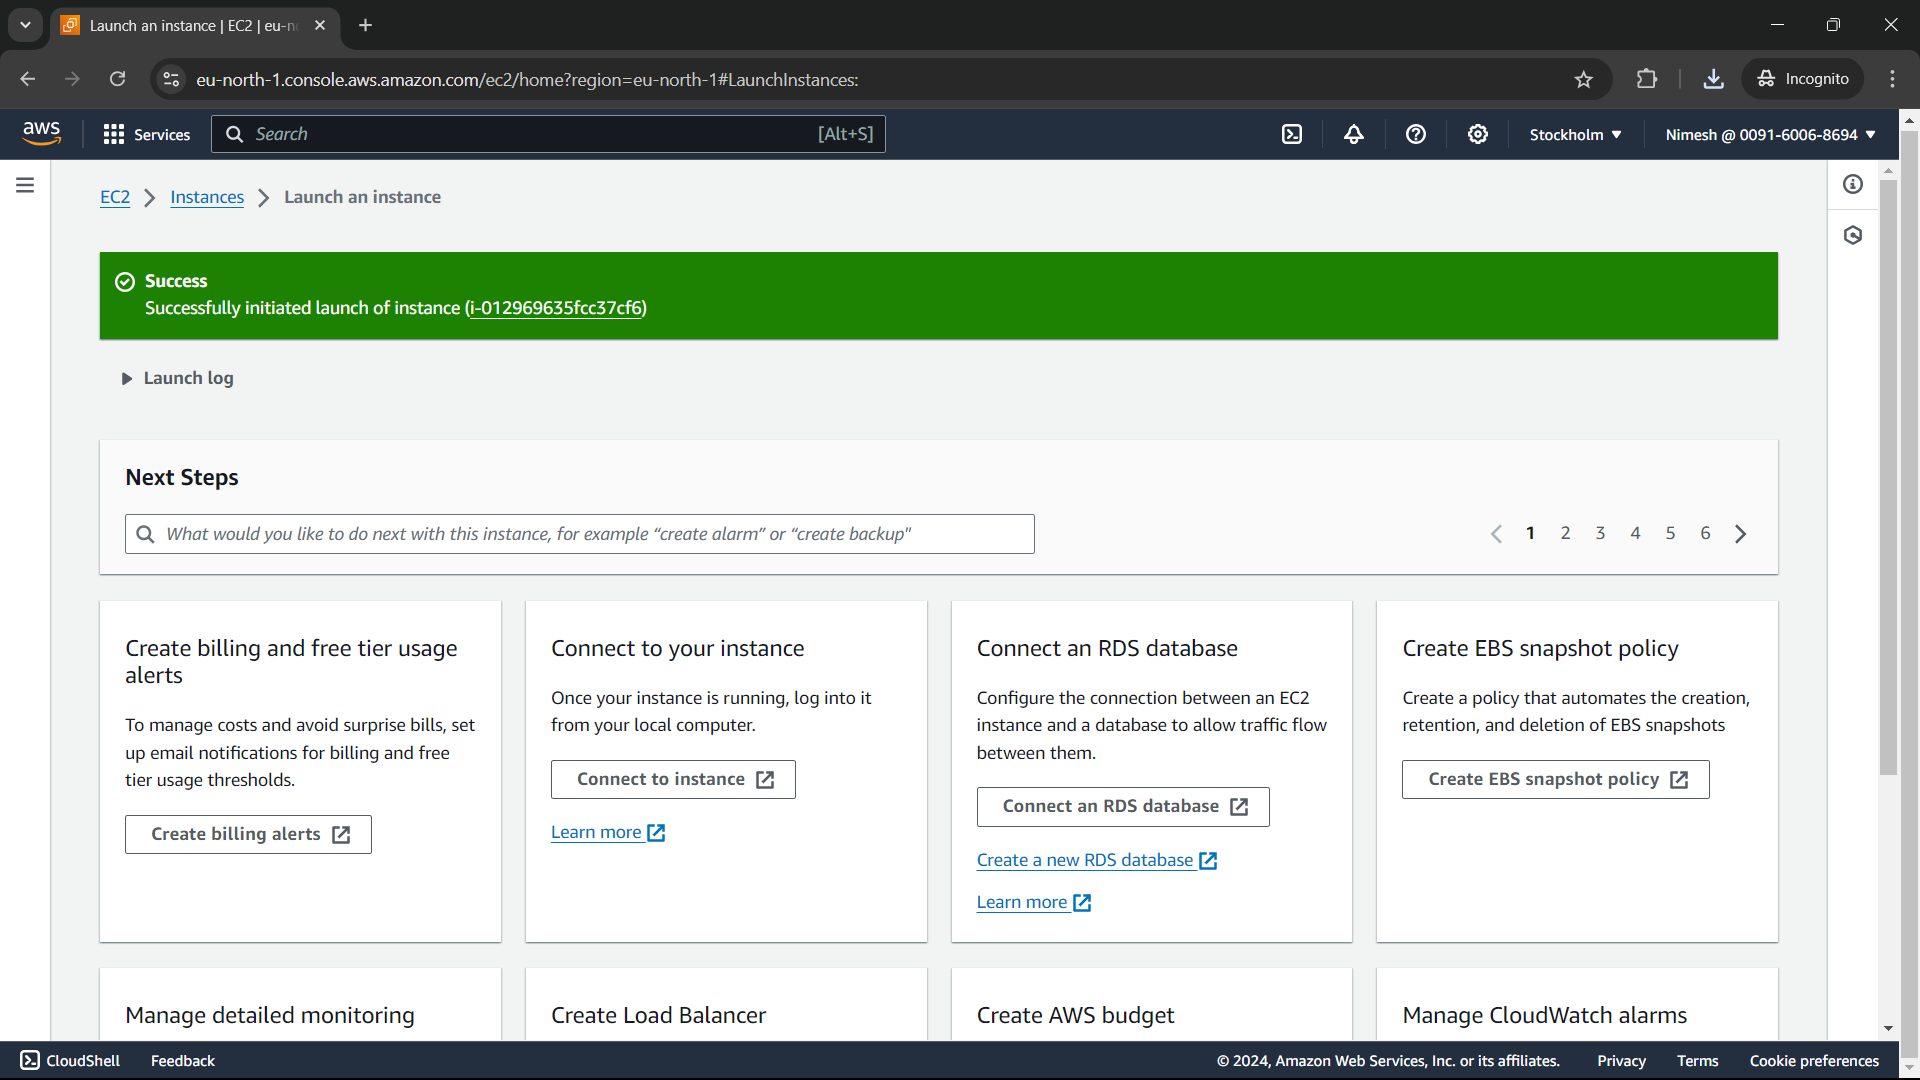 Launch an instance | EC2 | eu-n
eu-north-1.console.aws.amazon.com/ec2/home?region=eu-north-1#LaunchInstances:
Incognito
aws
Services
Search
[Alt+S]
Stockholm
Nimesh @ 0091-6006-8694
EC2
Instances
Launch an instance
Success
Successfully initiated launch of instance (i-012969635fcc37cf6)
Launch log
Next Steps
What would you like to do next with this instance, for example “create alarm” or “create backup"
1 2 3 4 5 6
Create billing and free tier usage
alerts
To manage costs and avoid surprise bills, set
up email notifications for billing and free
tier usage thresholds.
Create billing alerts
Connect to your instance
Once your instance is running, log into it
from your local computer.
Connect to instance
Learn more
Connect an RDS database
Configure the connection between an EC2
instance and a database to allow traffic flow
between them.
Connect an RDS database
Create a new RDS database
Learn more
Create EBS snapshot policy
Create a policy that automates the creation,
retention, and deletion of EBS snapshots
Create EBS snapshot policy
Manage detailed monitoring
Create Load Balancer
Create AWS budget
Manage CloudWatch alarms
CloudShell
Feedback
© 2024, Amazon Web Services, Inc. or its affiliates.
Privacy
Terms
Cookie preferences